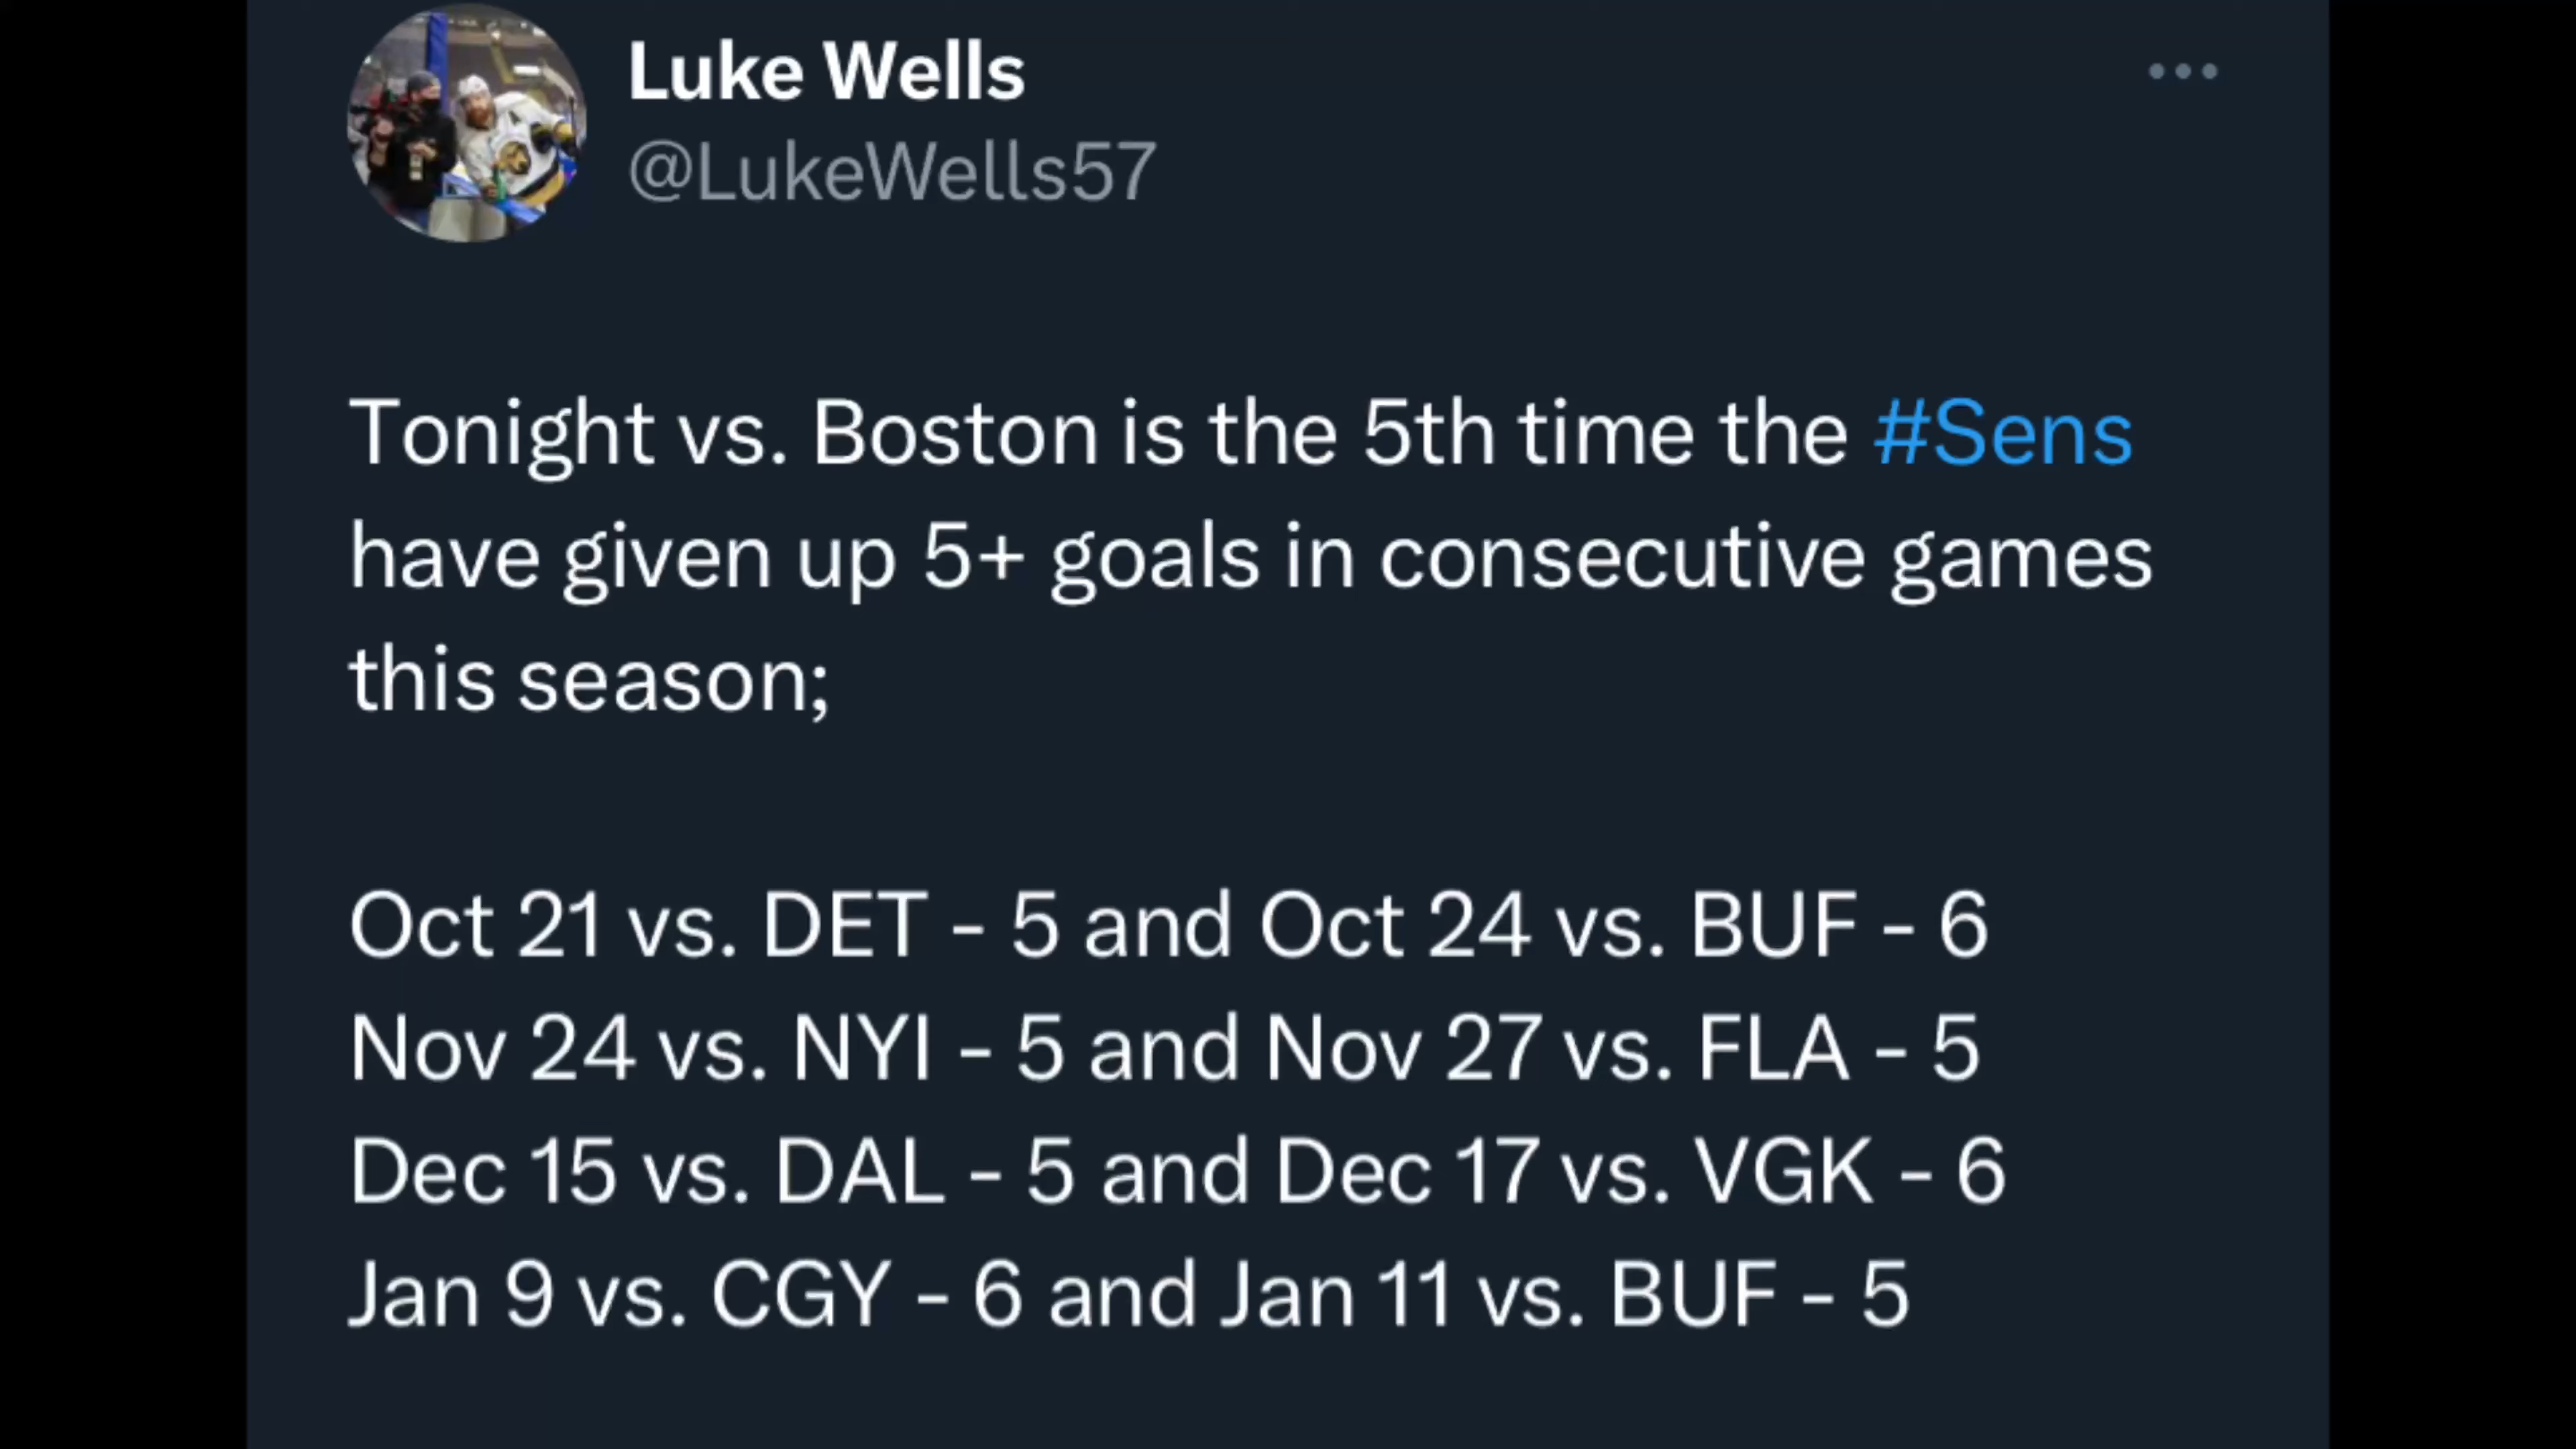 Luke Wells
@LukeWells57
Tonight vs. Boston is the 5th time the #Sens
have given up 5+ goals in consecutive games
this season;
Oct 21 vs. DET - 5 and Oct 24 vs. BUF - 6
Nov 24 vs. NYI - 5 and Nov 27 vs. FLA - 5
Dec 15 vs. DAL - 5 and Dec 17 vs. VGK - 6
Jan 9 vs. CGY - 6 and Jan 11 vs. BUF - 5